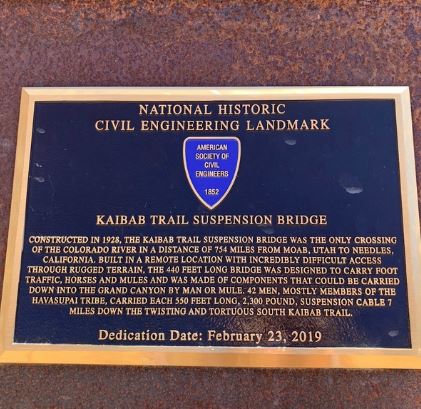 NATIONAL HISTORIC
CIVIL ENGINEERING LANDMARK
AMERICAN
SOCIETY OF
CIVIL
ENGINEERS
1852
KAIBAB TRAIL SUSPENSION BRIDGE
CONSTRUCTED IN 1928, THE KAIBAB TRAIL SUSPENSION BRIDGE WAS THE ONLY CROSSING
OF THE COLORADO RIVER IN A DISTANCE OF 754 MILES FROM MOAB, UTAH TO NEEDLES,
CALIFORNIA. BUILT IN A REMOTE LOCATION WITH INCREDIBLY DIFFICULT ACCESS
THROUGH RUGGED TERRAIN, THE 440 FEET LONG BRIDGE WAS DESIGNED TO CARRY FOOT
TRAFFIC, HORSES AND MULES AND WAS MADE OF COMPONENTS THAT COULD BE CARRIED
DOWN INTO THE GRAND CANYON BY MAN OR MULE. 42 MEN, MOSTLY MEMBERS OF THE
HAVASUPAI TRIBE, CARRIED EACH 550 FEET LONG, 2,300 POUND, SUSPENSION CABLE 7
MILES DOWN THE TWISTING AND TORTUOUS SOUTH KAIBAB TRAIL.
Dedication Date: February 23, 2019